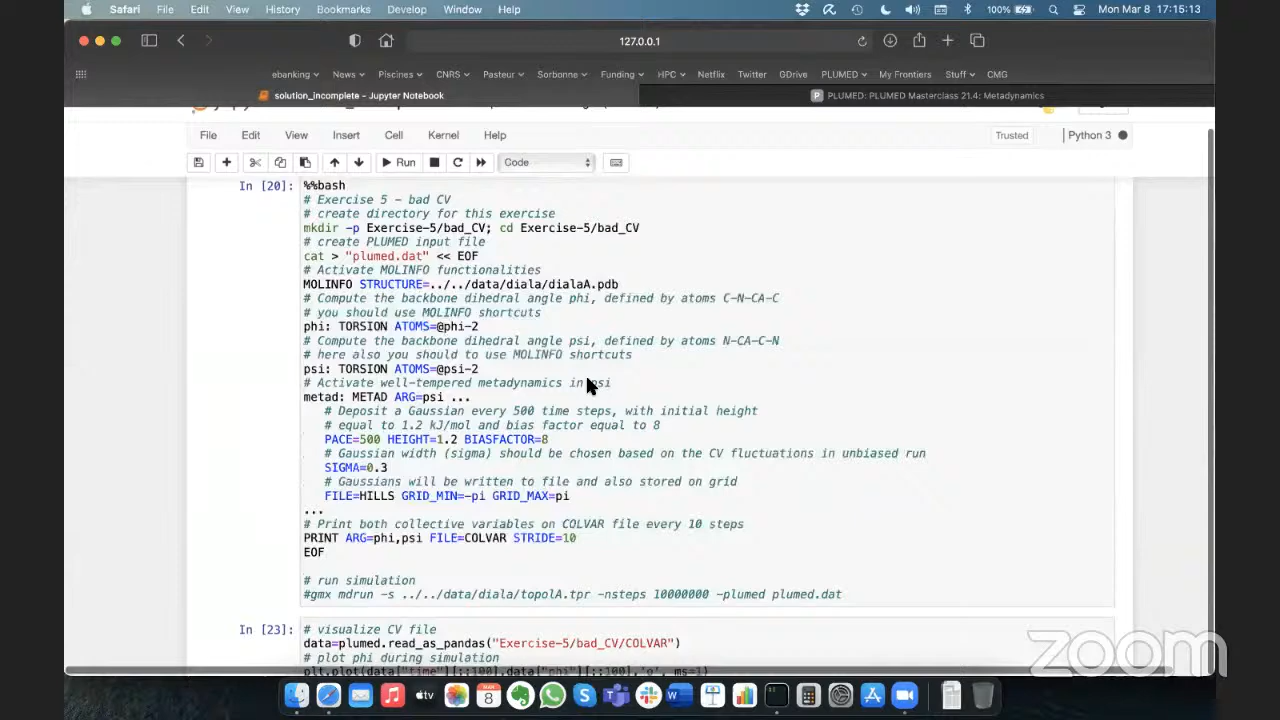 Safari File Edit View History Bookmarks Develop Window Help 100% Mon Mar 8 17:15:13
127.0.0.1
ebanking News Piscines CNRS Pasteur Sorbonne Funding HPC Netflix Twitter GDrive PLUMED My Frontiers Stuff CMG
solution_incomplete - Jupyter Notebook P PLUMED: PLUMED Masterclass 21.4: Metadynamics
File Edit View Insert Cell Kernel Help Trusted Python 3
Run Code
In [20]: %%bash
# Exercise 5 - bad CV
# create directory for this exercise
mkdir -p Exercise-5/bad_CV; cd Exercise-5/bad_CV
# create PLUMED input file
cat > "plumed.dat" << EOF
# Activate MOLINFO functionalities
MOLINFO STRUCTURE=../../data/diala/dialaA.pdb
# Compute the backbone dihedral angle phi, defined by atoms C-N-CA-C
# you should use MOLINFO shortcuts
phi: TORSION ATOMS=@phi-2
# Compute the backbone dihedral angle psi, defined by atoms N-CA-C-N
# here also you should to use MOLINFO shortcuts
psi: TORSION ATOMS=@psi-2
# Activate well-tempered metadynamics in psi
metad: METAD ARG=psi ...
# Deposit a Gaussian every 500 time steps, with initial height
# equal to 1.2 kJ/mol and bias factor equal to 8
PACE=500 HEIGHT=1.2 BIASFACTOR=8
# Gaussian width (sigma) should be chosen based on the CV fluctuations in unbiased run
SIGMA=0.3
# Gaussians will be written to file and also stored on grid
FILE=HILLS GRID_MIN=-pi GRID_MAX=pi
...
# Print both collective variables on COLVAR file every 10 steps
PRINT ARG=phi,psi FILE=COLVAR STRIDE=10
EOF
# run simulation
#gmx mdrun -s ../../data/diala/topolA.tpr -nsteps 10000000 -plumed plumed.dat
In [23]: # visualize CV file
data=plumed.read_as_pandas("Exercise-5/bad_CV/COLVAR")
# plot phi during simulation
plt.plot(data["time"][::100],data["phi"][::100],'o', ms=1)
zoom
tv
MAR
8